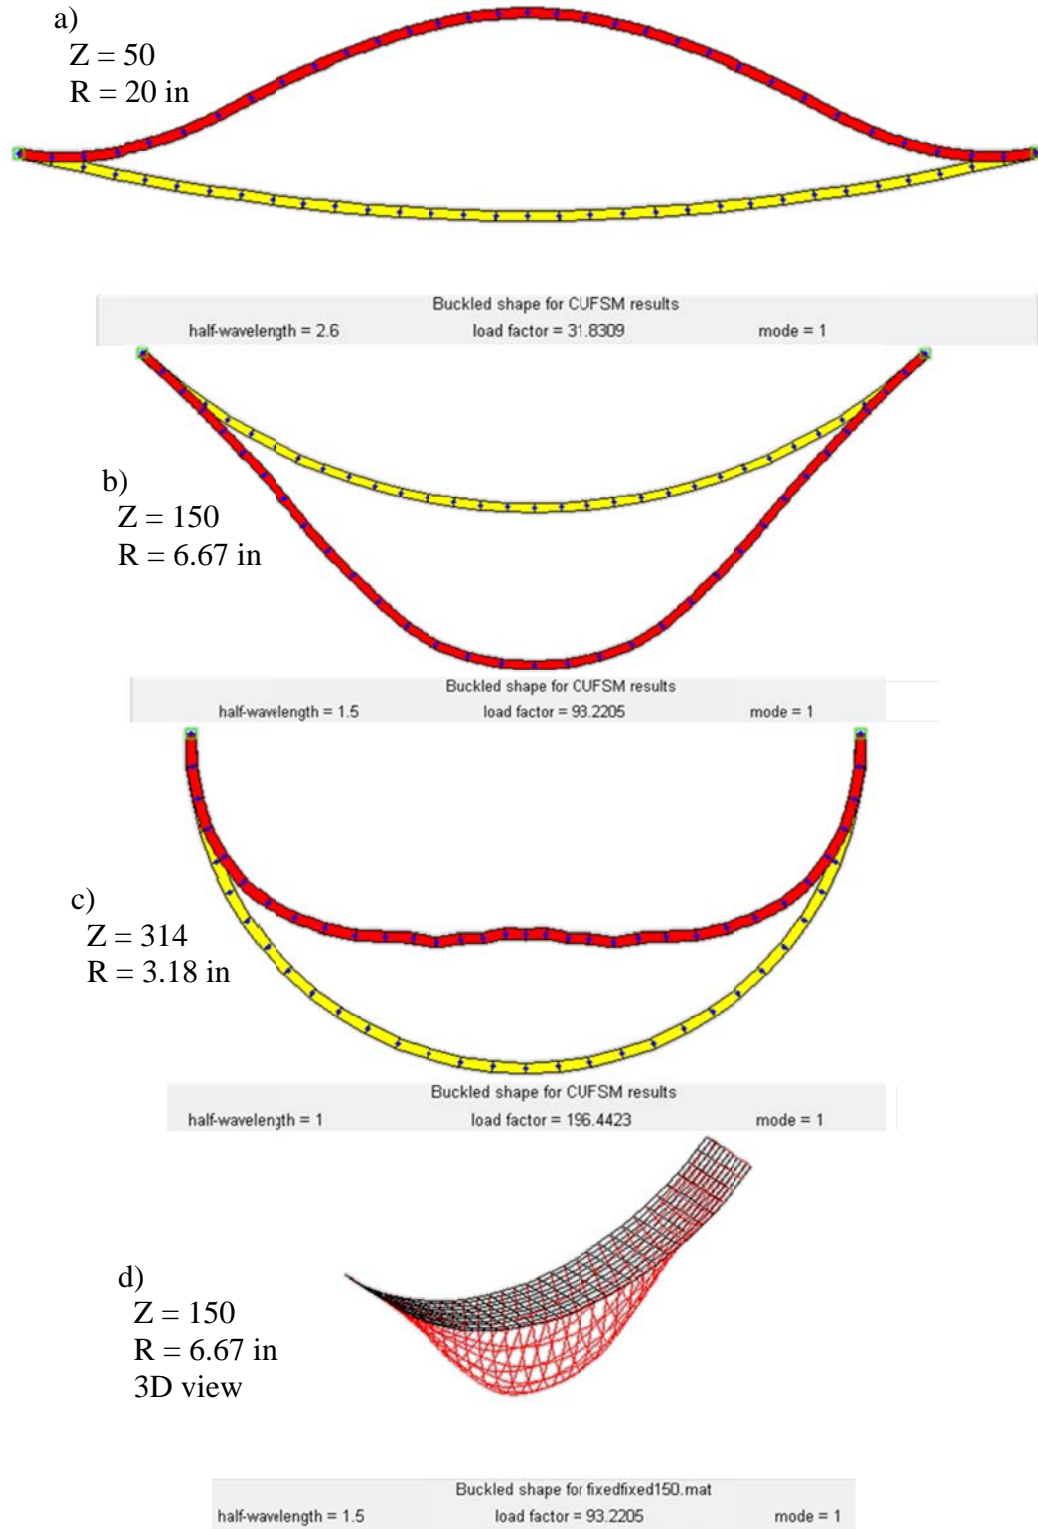 a)
Z = 50
R = 20 in
Buckled shape for CUFSM results
half-wavelength = 2.6 load factor = 31.8309 mode = 1
b)
Z = 150
R = 6.67 in
Buckled shape for CUFSM results
half-wavelength = 1.5 load factor = 93.2205 mode = 1
c)
Z = 314
R = 3.18 in
Buckled shape for CUFSM results
half-wavelength = 1 load factor = 196.4423 mode = 1
d)
Z = 150
R = 6.67 in
3D view
Buckled shape for fixedfixed150.mat
half-wavelength = 1.5 load factor = 93.2205 mode = 1